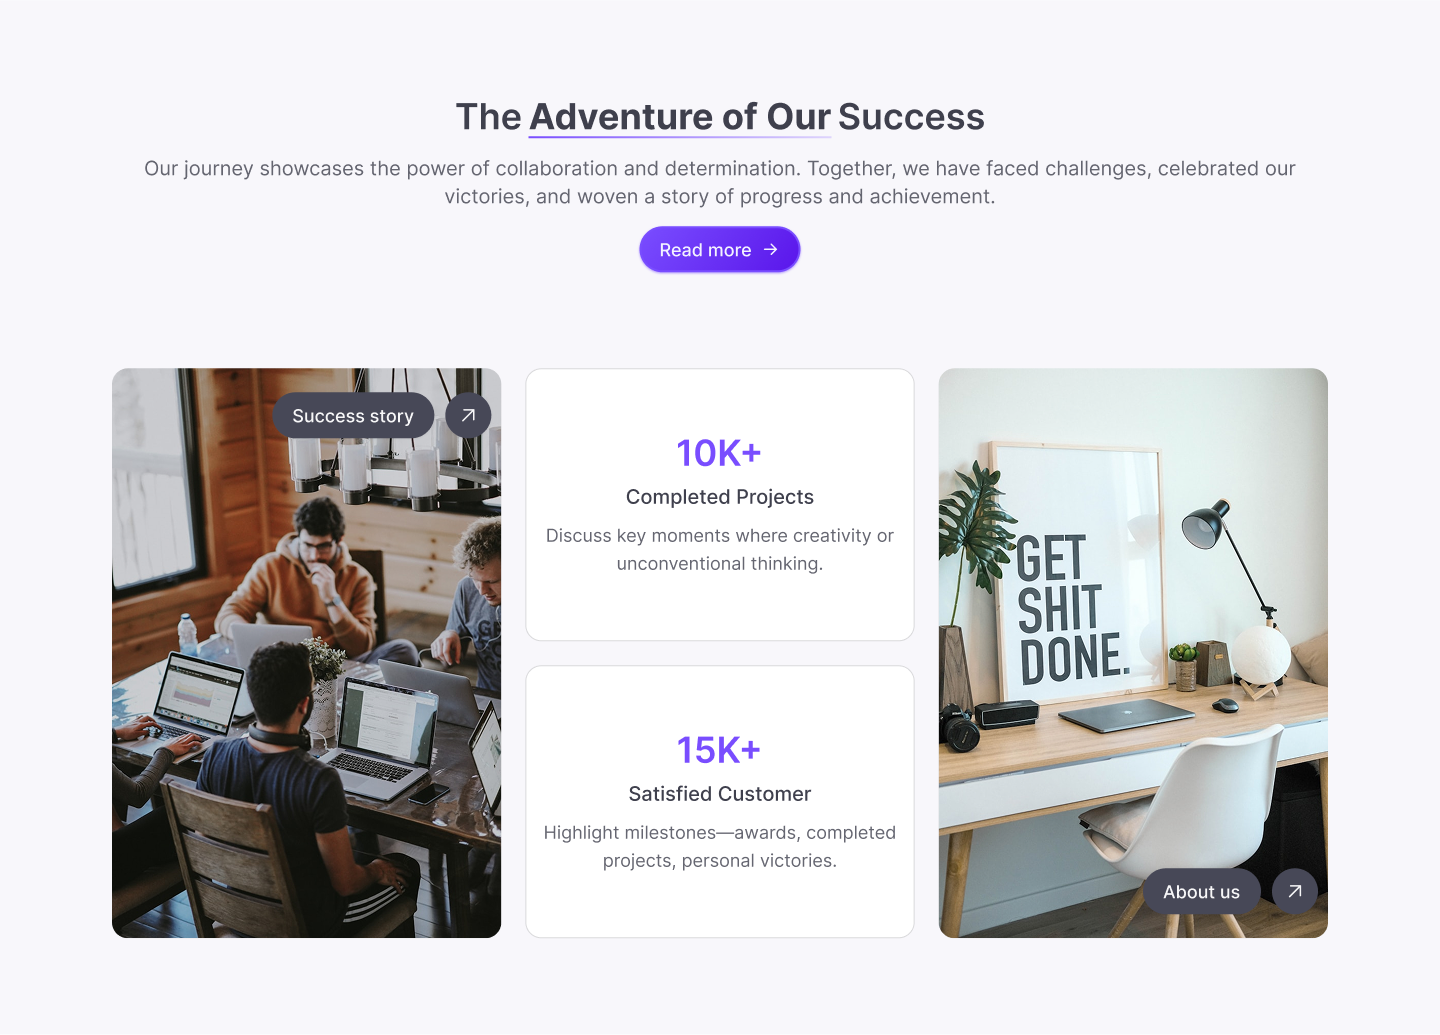 The Adventure of Our Success
Our journey showcases the power of collaboration and determination. Together, we have faced challenges, celebrated our
victories, and woven a story of progress and achievement.
Read more
Success story
10K+
Completed Projects
Discuss key moments where creativity or
unconventional thinking.
15K+
Satisfied Customer
Highlight milestones—awards, completed
projects, personal victories.
GET
SHIT
DONE.
About us